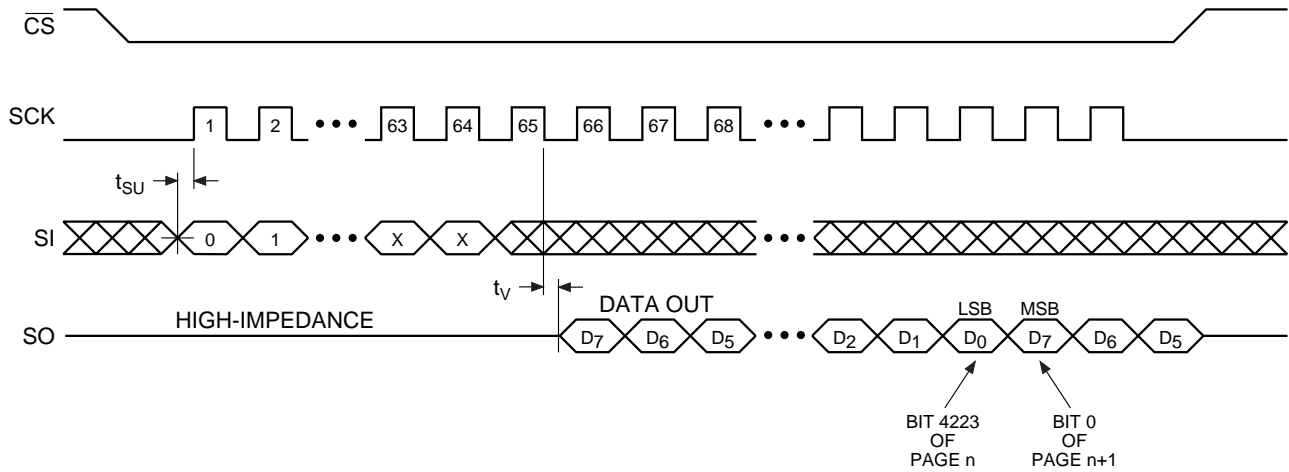 CS
SCK
1 2 ••• 63 64 65 66 67 68 •••
tSU
SI
0 1 ••• X X •••
tV
DATA OUT
HIGH-IMPEDANCE
LSB MSB
SO
D7 D6 D5 ••• D2 D1 D0 D7 D6 D5
BIT 4223
OF
PAGE n
BIT 0
OF
PAGE n+1